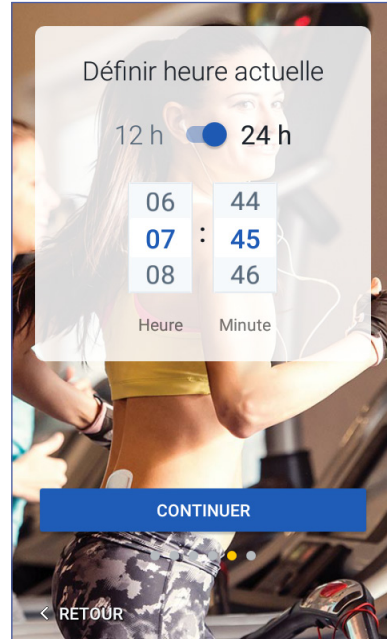 Définir heure actuelle
12 h 24 h
06 44
07 : 45
08 46
Heure Minute
CONTINUER
< RETOUR